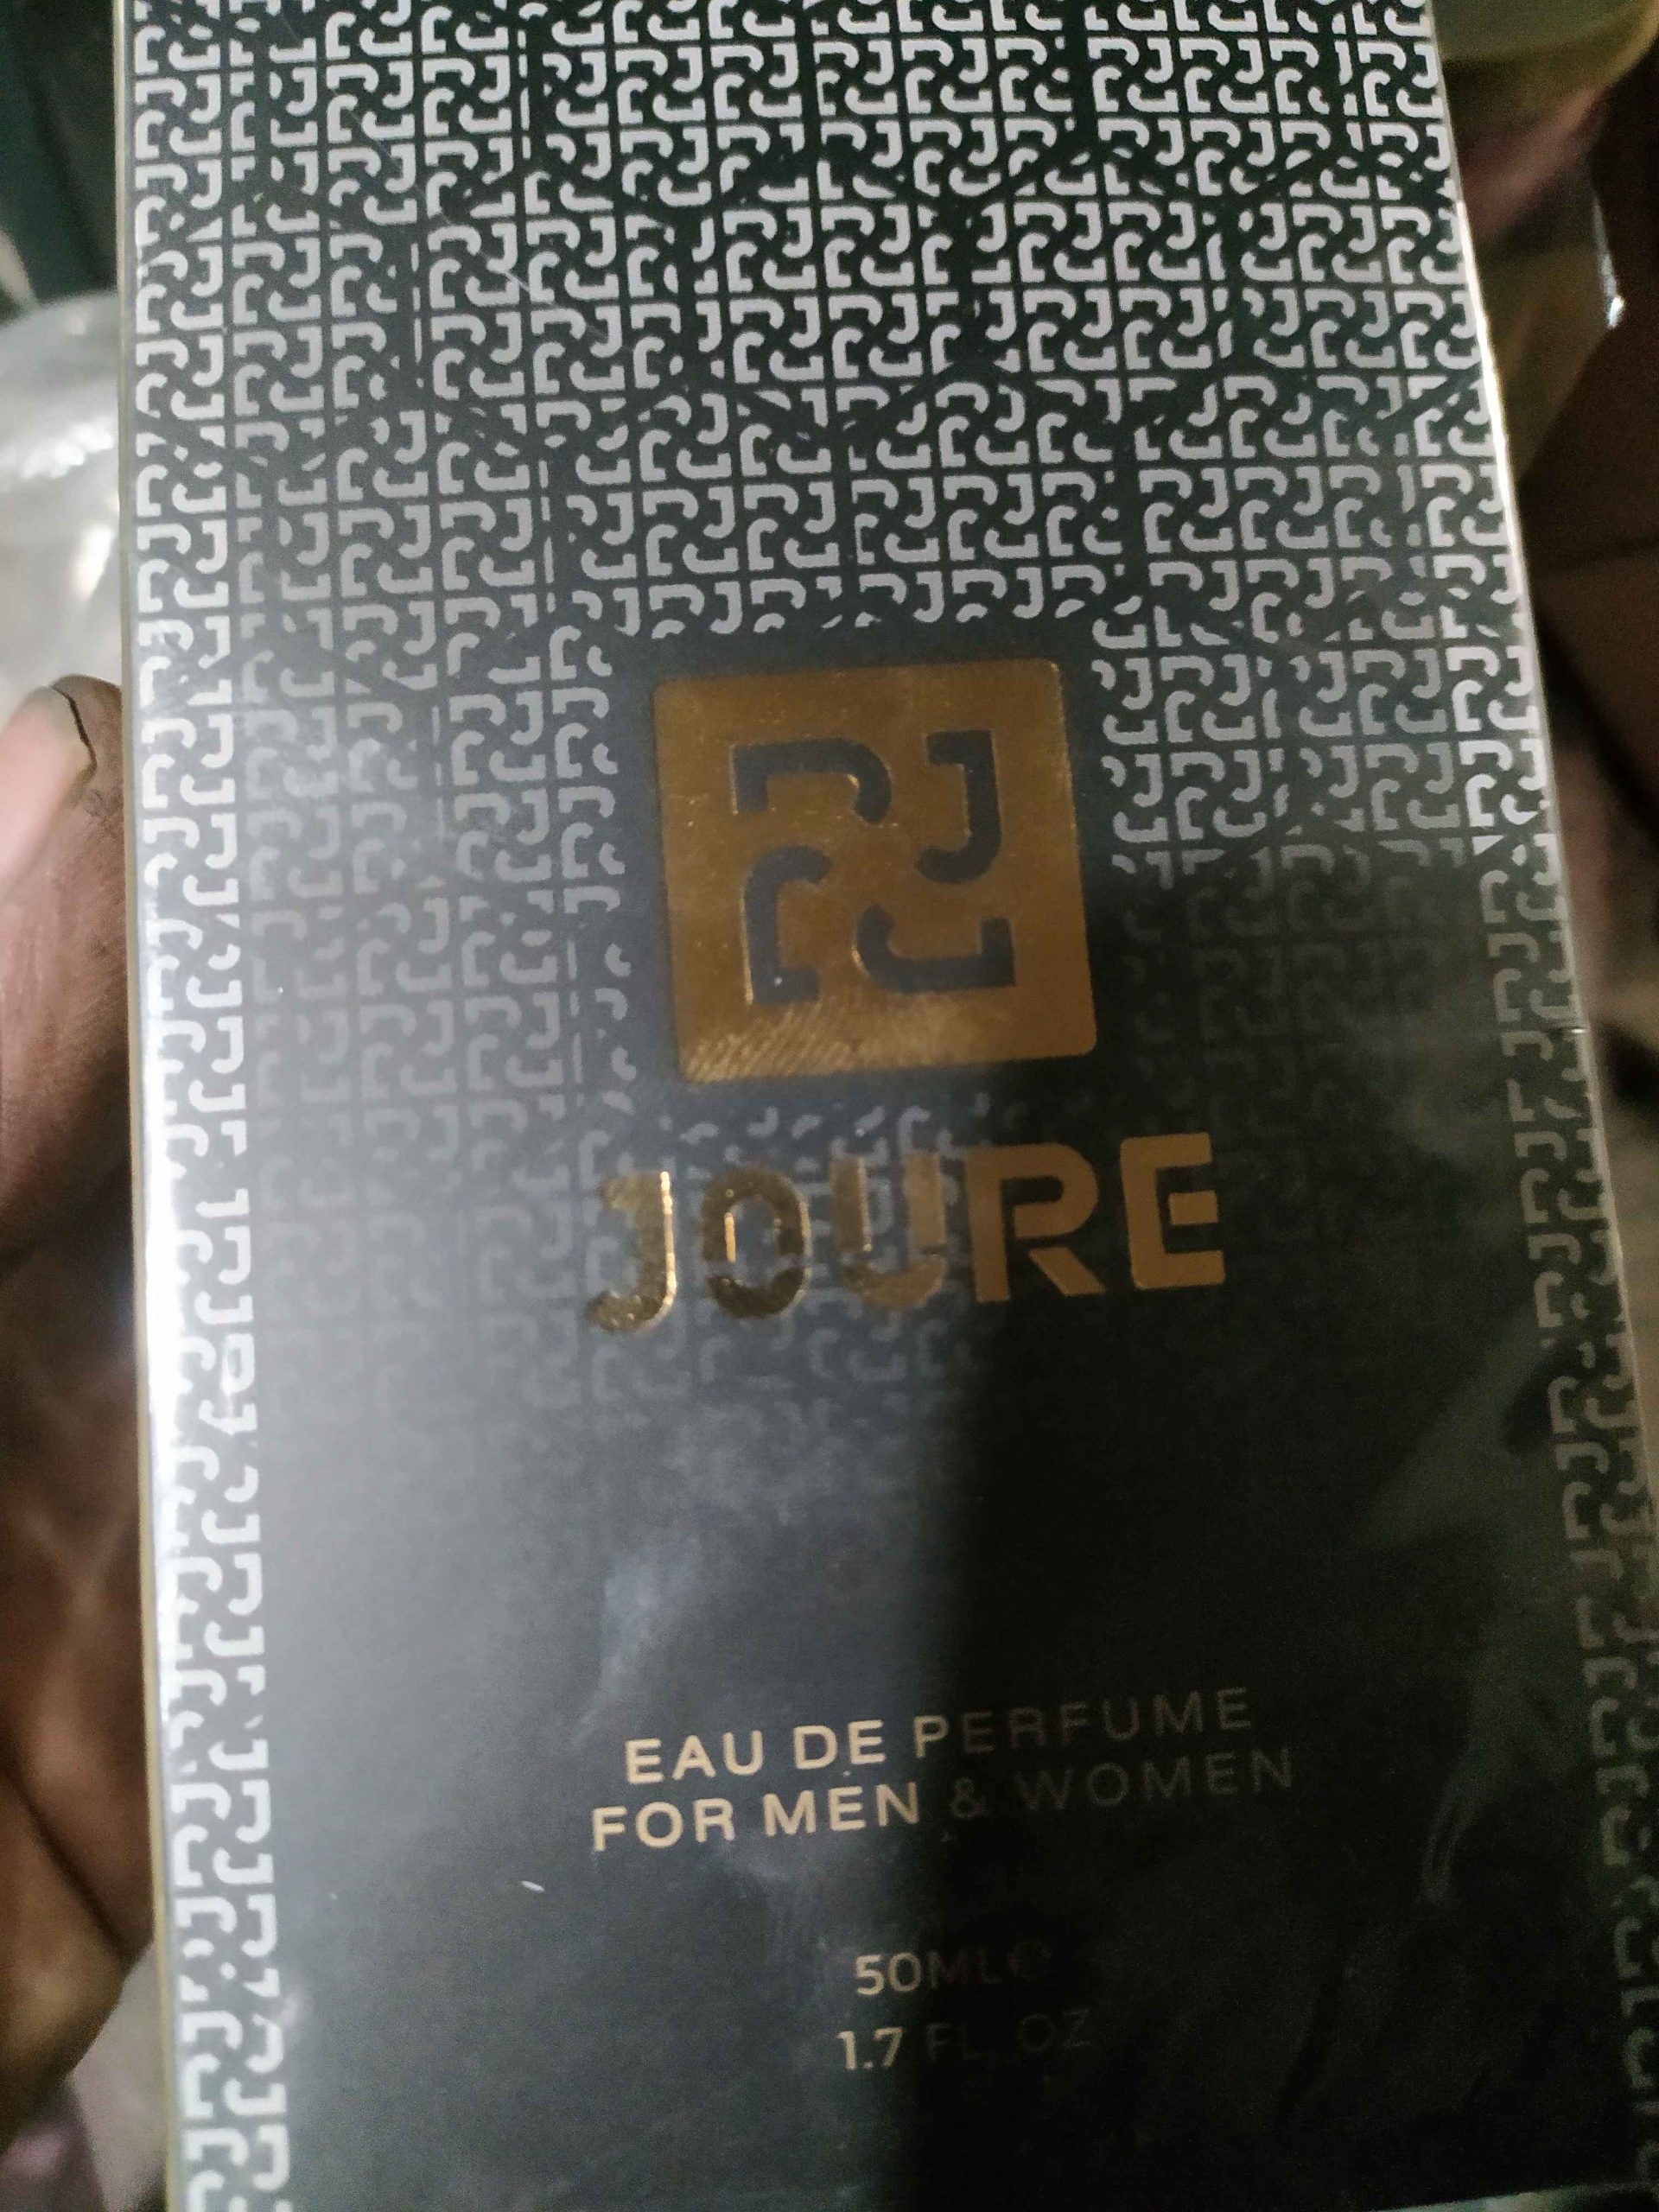 JOURE
EAU DE PERFUME
FOR MEN & WOMEN
50ML℮
1.7 FL. OZ